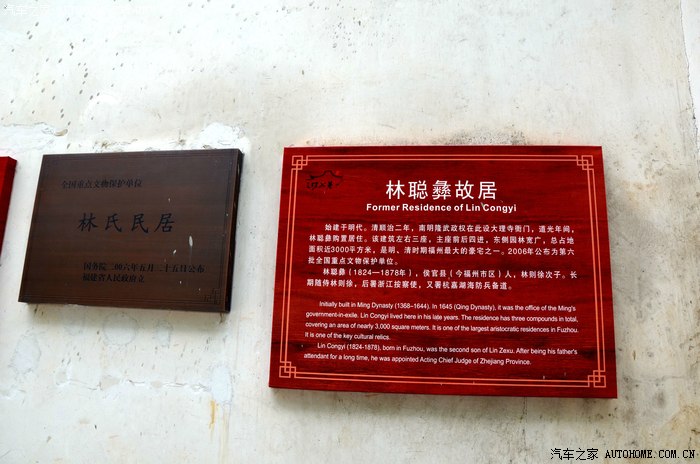 全国重点文物保护单位
林氏民居
国务院二〇〇六年五月二十五日公布
福建省人民政府立
林聪彝故居
Former Residence of Lin Congyi
始建于明代。清顺治二年，南明隆武政权在此设大理寺衙门，道光年间，
林聪彝购置居住。该建筑左右三座，主座前后四进，东侧园林宽广，总占地
面积近3000平方米，是明、清时期福州最大的豪宅之一。2006年公布为第六
批全国重点文物保护单位。
林聪彝（1824—1878年），侯官县（今福州市区）人，林则徐次子。长
期随侍林则徐，后署浙江按察使，又署杭嘉湖海防兵备道。
Initially built in Ming Dynasty (1368-1644). In 1645 (Qing Dynasty), it was the office of the Ming's
government-in-exile. Lin Congyi lived here in his late years. The residence has three compounds in total,
covering an area of nearly 3,000 square meters. It is one of the largest aristocratic residences in Fuzhou.
It is one of the key cultural relics.
Lin Congyi (1824-1878), born in Fuzhou, was the second son of Lin Zexu. After being his father's
attendant for a long time, he was appointed Acting Chief Judge of Zhejiang Province.
汽车之家 AUTOHOME.COM.CN